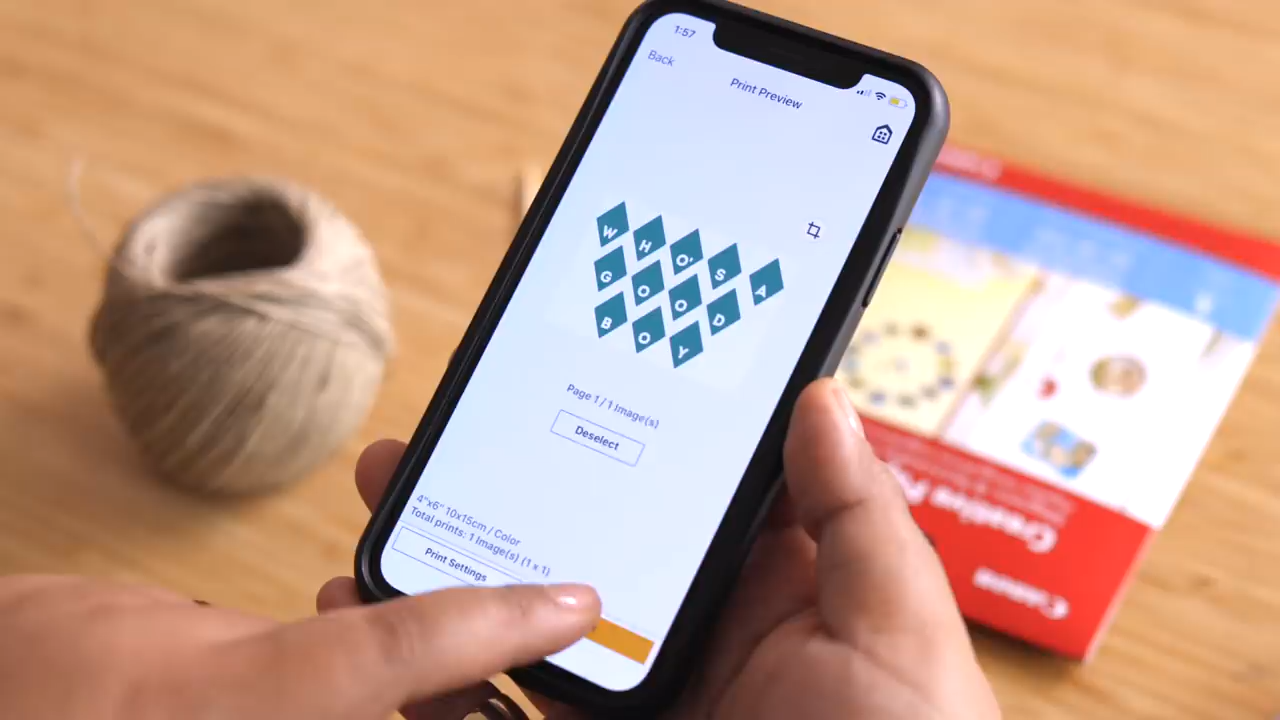 1:57
Back
Print Preview
W H O, S A
G O O D
B O Y
Page 1 / 1 Image(s)
Deselect
4"x6" 10x15cm / Color
Total prints: 1 Image(s) (1 x 1)
Print Settings
Creative
Canon